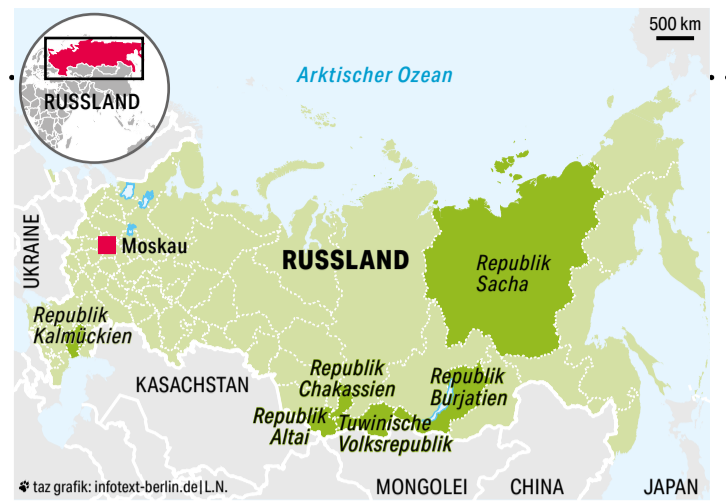 500 km
Arktischer Ozean
RUSSLAND
UKRAINE
Moskau
RUSSLAND
Republik
Sacha
Republik
Kalmückien
KASACHSTAN
Republik
Chakassien
Republik
Burjatien
Republik
Altai
Tuwinische
Volksrepublik
taz grafik: infotext-berlin.de| L.N.
MONGOLEI
CHINA
JAPAN